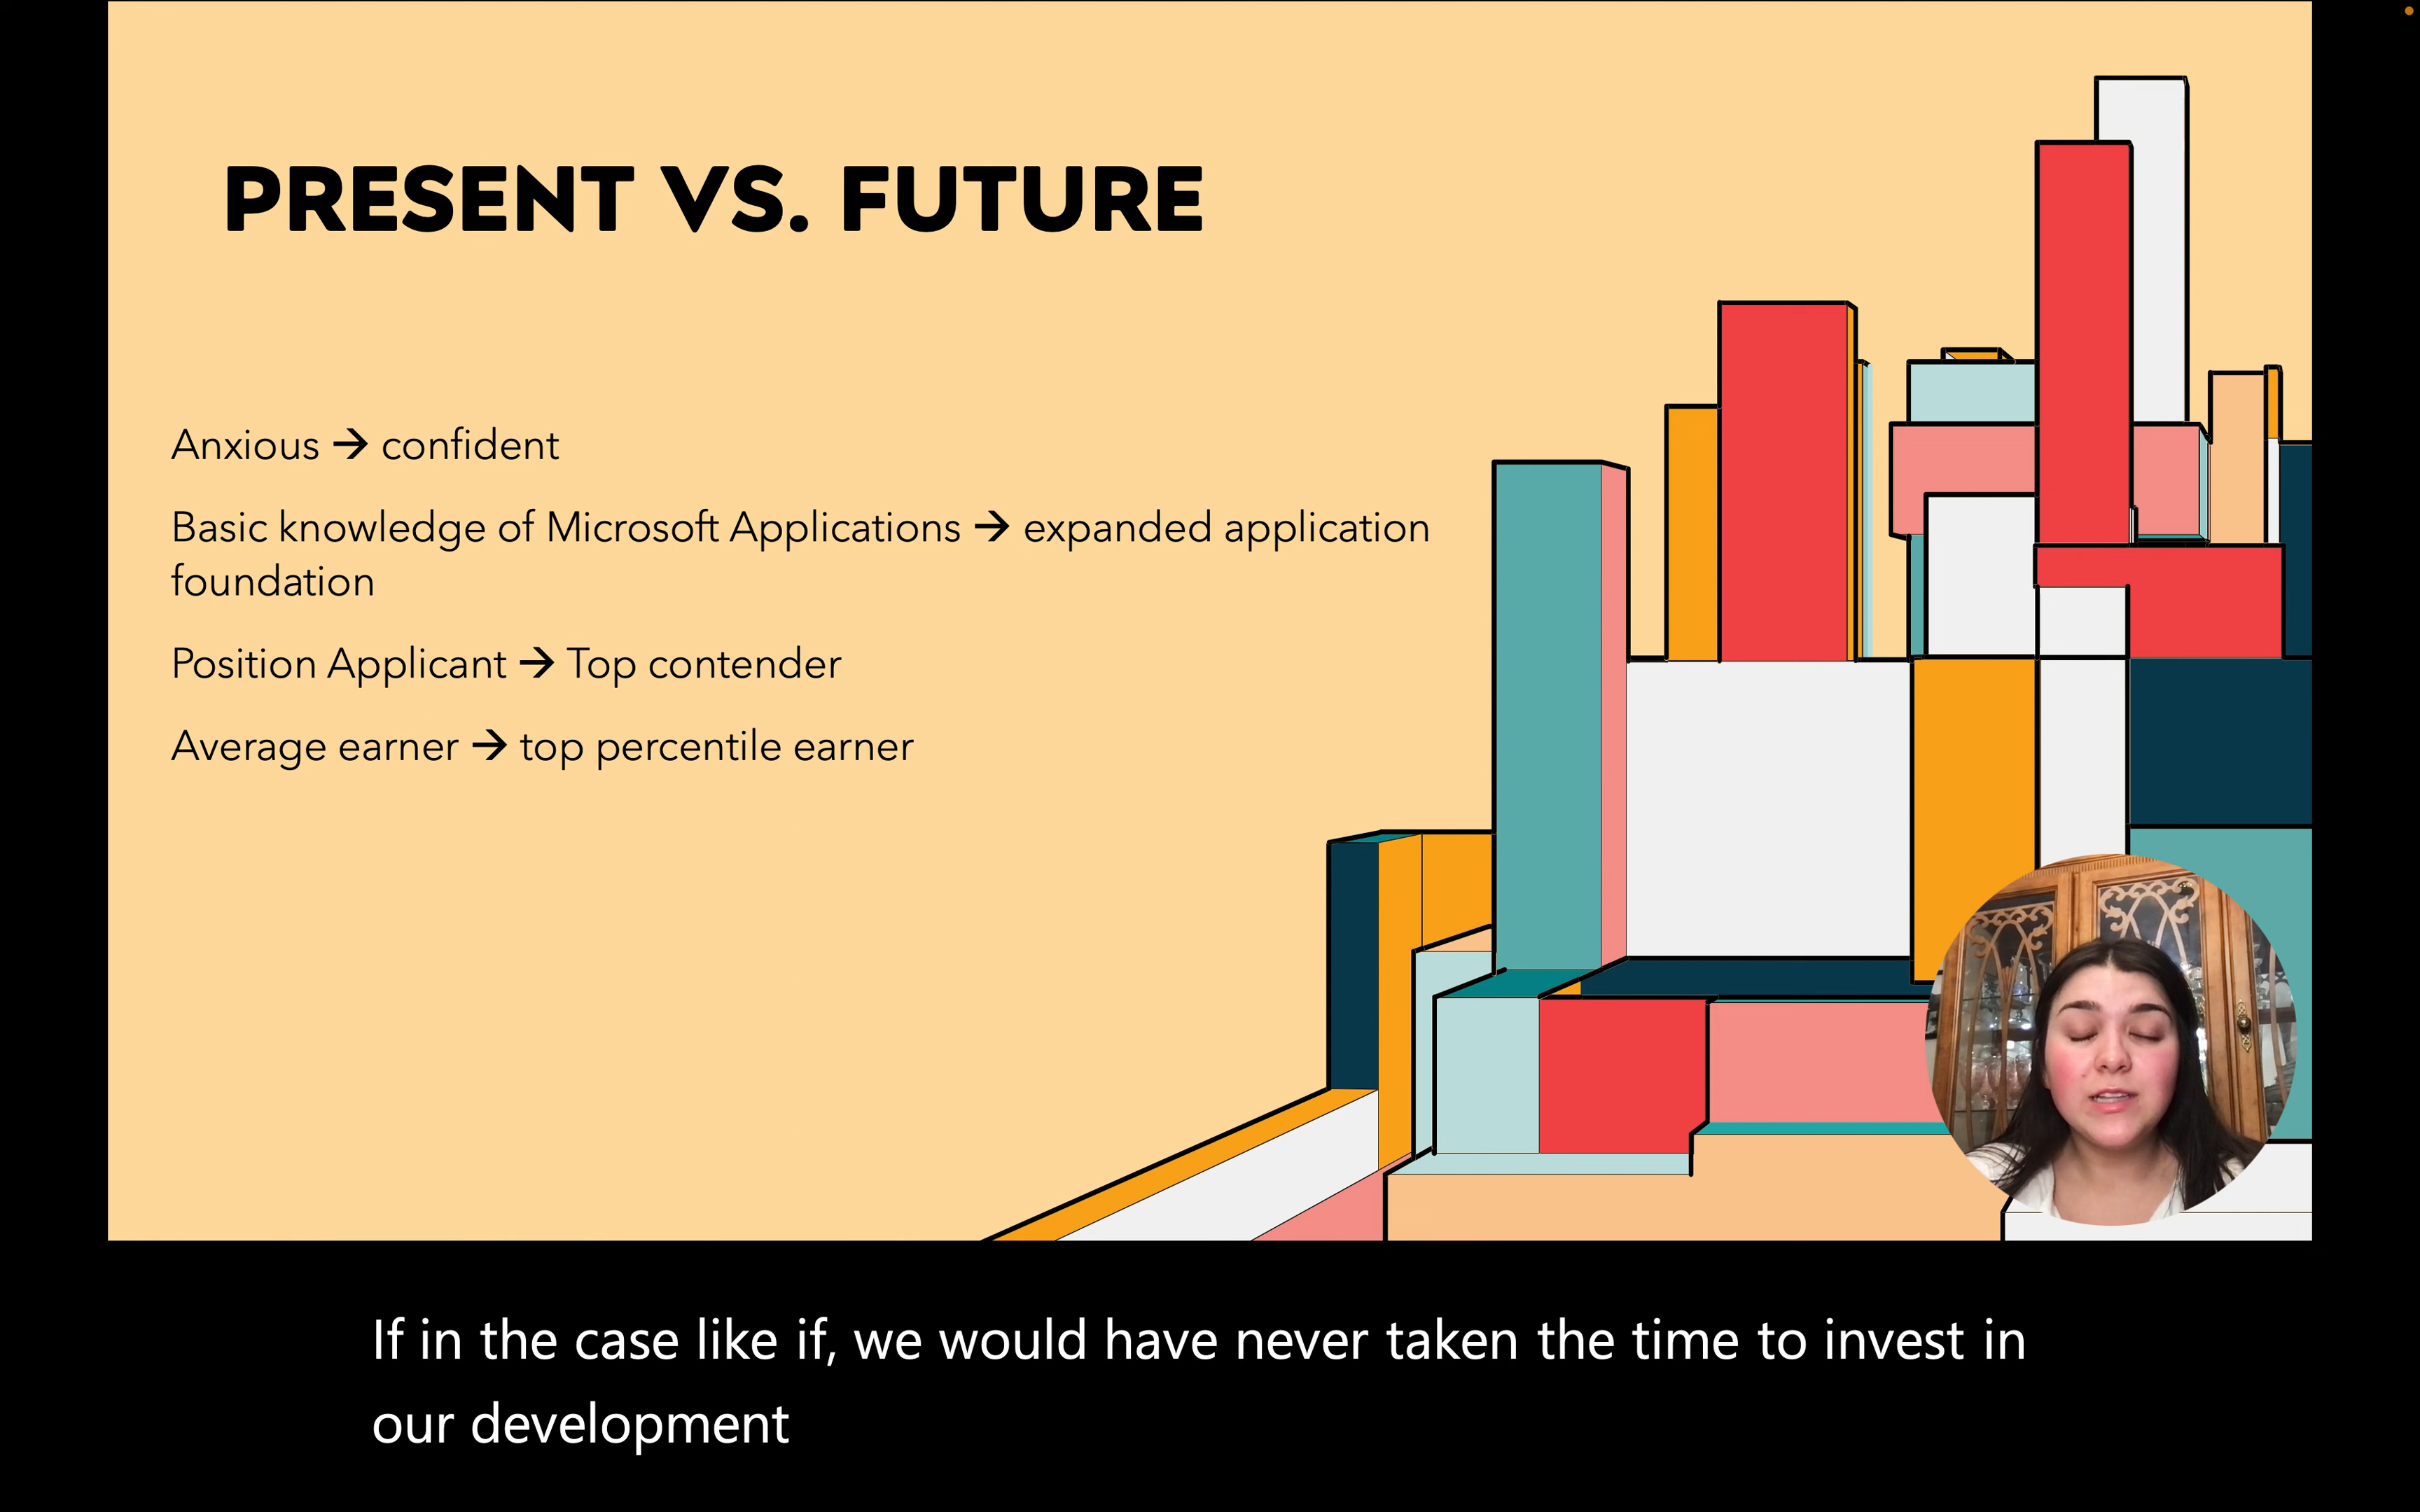 PRESENT VS. FUTURE
Anxious → confident
Basic knowledge of Microsoft Applications → expanded application
foundation
Position Applicant → Top contender
Average earner → top percentile earner
If in the case like if, we would have never taken the time to invest in
our development